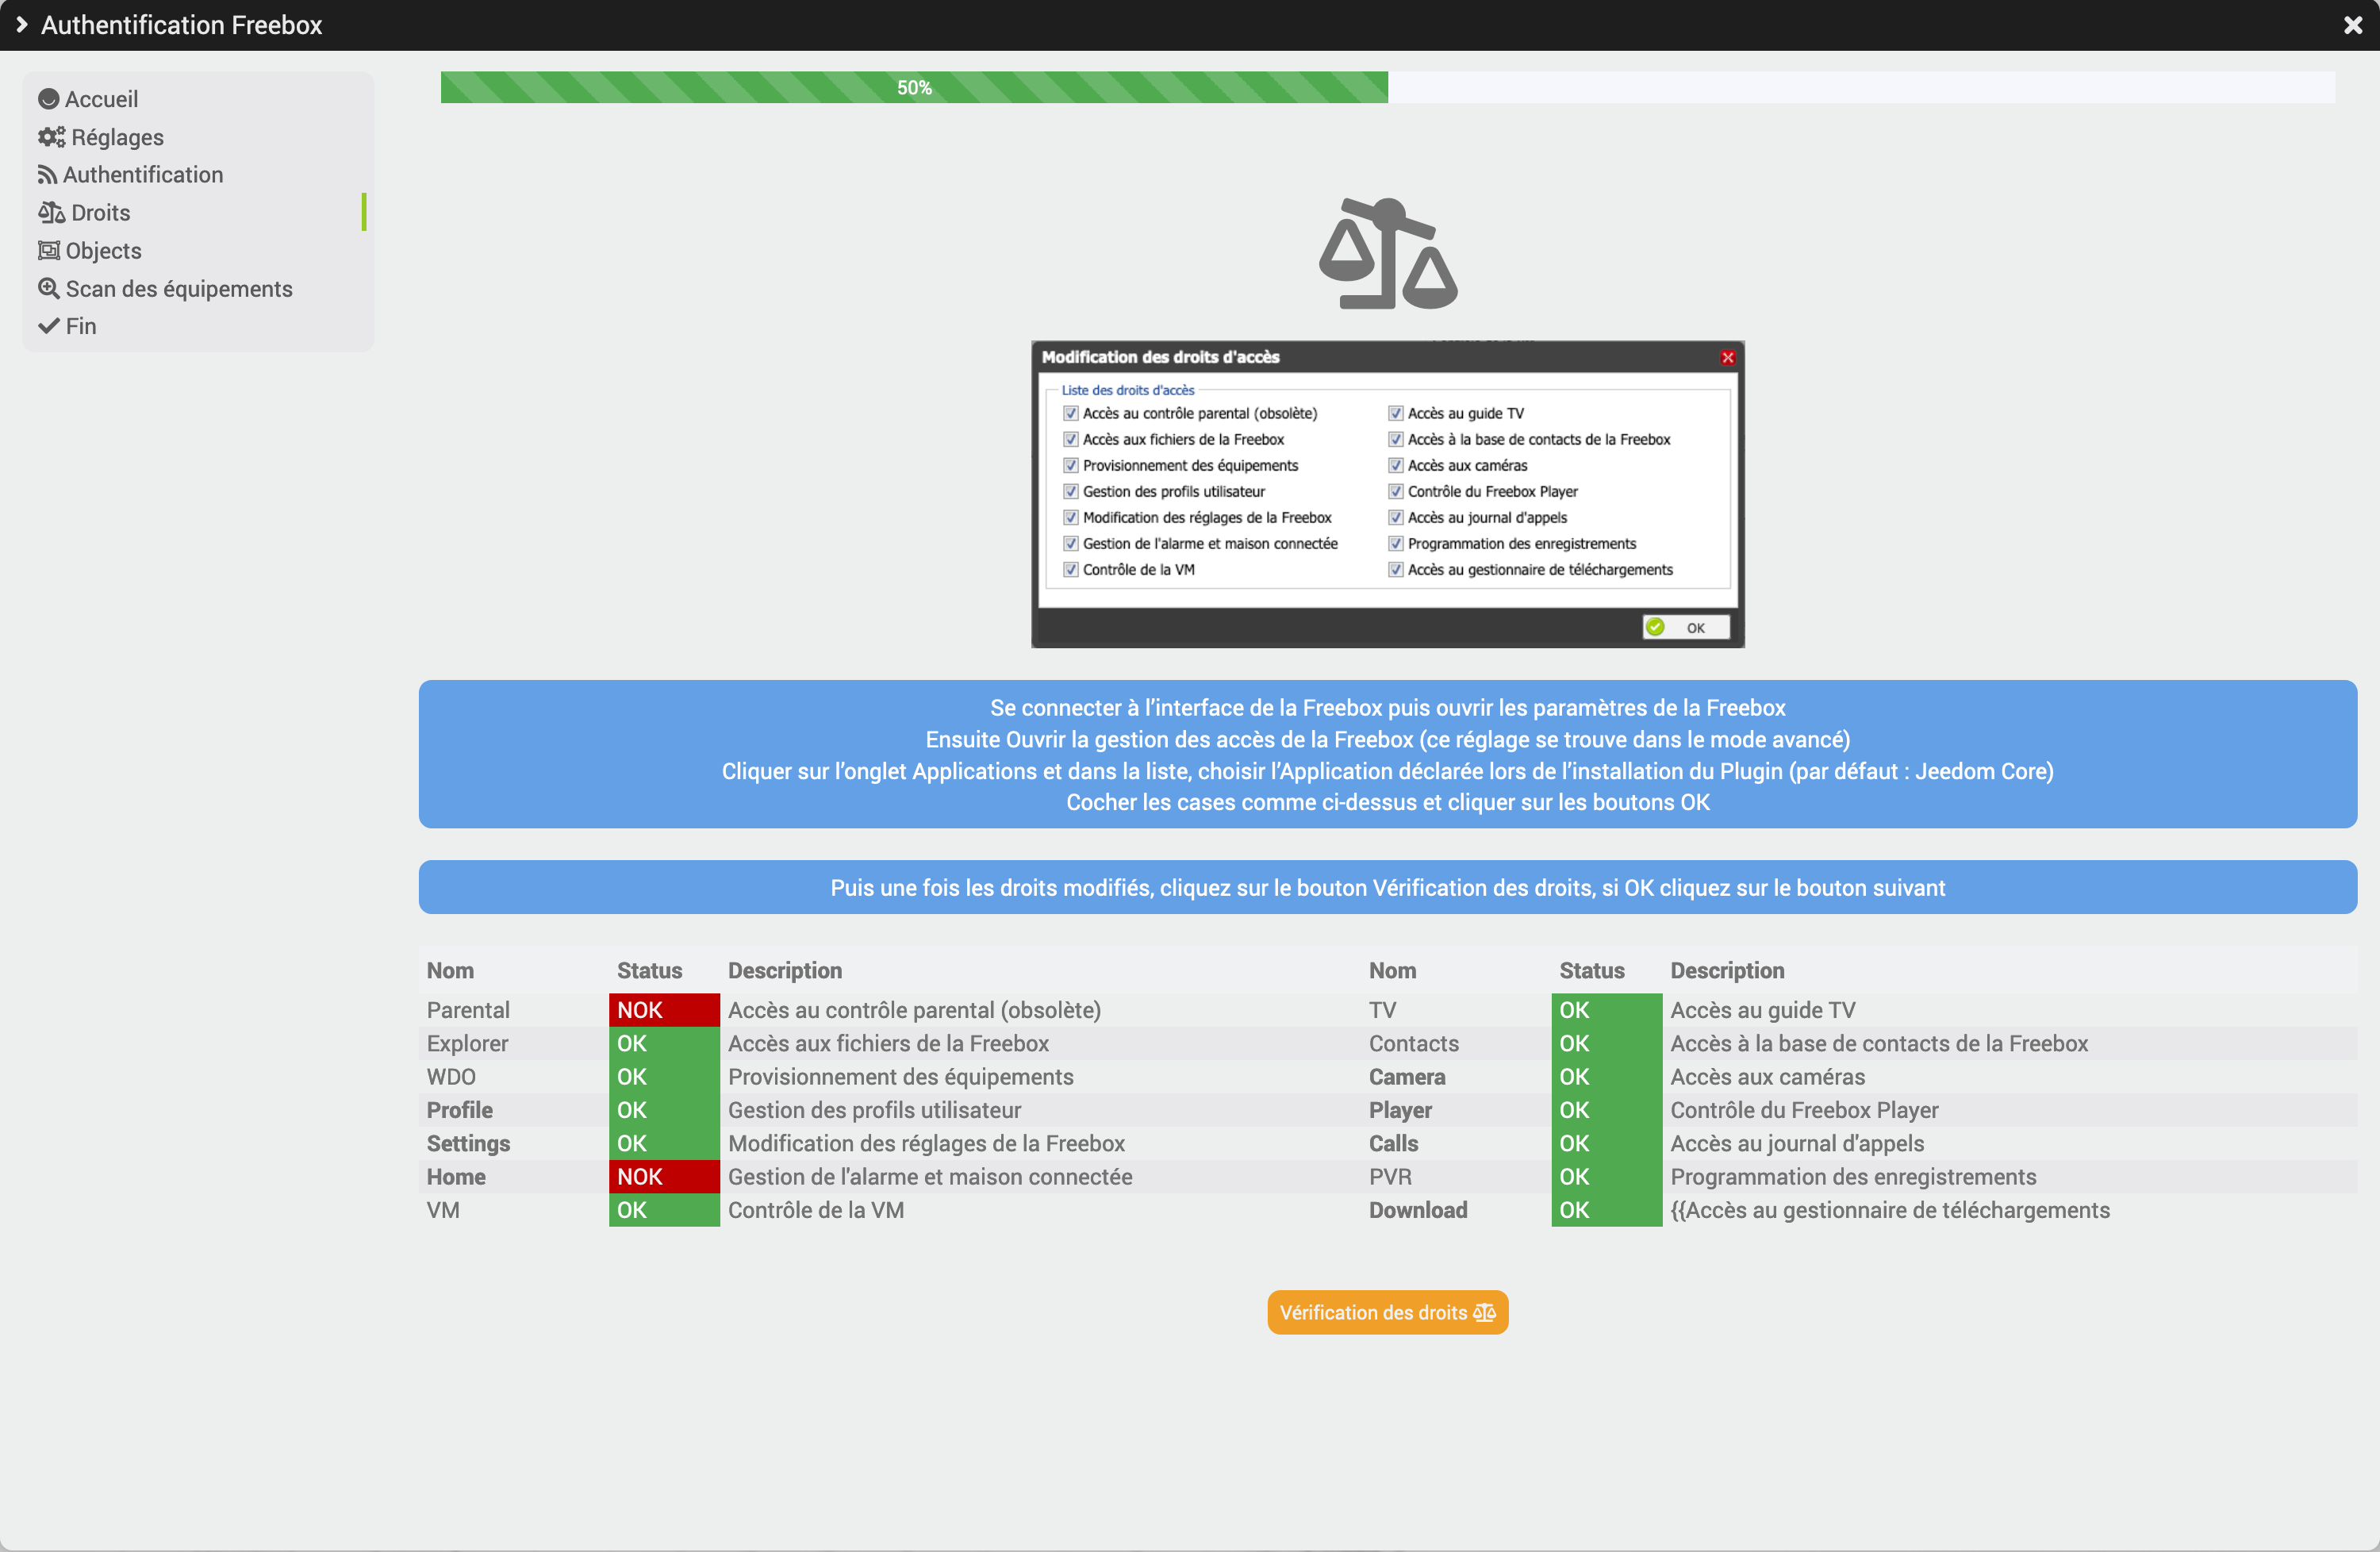 Authentification Freebox
Accueil
Réglages
Authentification
Droits
Objects
Scan des équipements
Fin
50%
Modification des droits d'accès
Liste des droits d'accès
Accès au contrôle parental (obsolète)
Accès au guide TV
Accès aux fichiers de la Freebox
Accès à la base de contacts de la Freebox
Provisionnement des équipements
Accès aux caméras
Gestion des profils utilisateur
Contrôle du Freebox Player
Modification des réglages de la Freebox
Accès au journal d'appels
Gestion de l'alarme et maison connectée
Programmation des enregistrements
Contrôle de la VM
Accès au gestionnaire de téléchargements
OK
Se connecter à l’interface de la Freebox puis ouvrir les paramètres de la Freebox
Ensuite Ouvrir la gestion des accès de la Freebox (ce réglage se trouve dans le mode avancé)
Cliquer sur l’onglet Applications et dans la liste, choisir l’Application déclarée lors de l’installation du Plugin (par défaut : Jeedom Core)
Cocher les cases comme ci-dessus et cliquer sur les boutons OK
Puis une fois les droits modifiés, cliquez sur le bouton Vérification des droits, si OK cliquez sur le bouton suivant
Nom Status Description Nom Status Description
Parental NOK Accès au contrôle parental (obsolète) TV OK Accès au guide TV
Explorer OK Accès aux fichiers de la Freebox Contacts OK Accès à la base de contacts de la Freebox
WDO OK Provisionnement des équipements Camera OK Accès aux caméras
Profile OK Gestion des profils utilisateur Player OK Contrôle du Freebox Player
Settings OK Modification des réglages de la Freebox Calls OK Accès au journal d'appels
Home NOK Gestion de l'alarme et maison connectée PVR OK Programmation des enregistrements
VM OK Contrôle de la VM Download OK {{Accès au gestionnaire de téléchargements
Vérification des droits